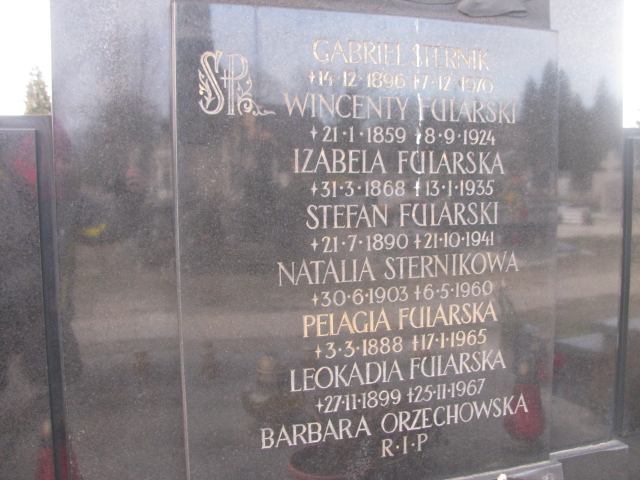 ŚP.
GABRIEL STERNIK
+14·12·1896 †7·12·1970
WINCENTY FULARSKI
+21·1·1859 †8·9·1924
IZABELA FULARSKA
+31·3·1868 †13·1·1935
STEFAN FULARSKI
+21·7·1890 †21·10·1941
NATALIA STERNIKOWA
+30·6·1903 †6·5·1960
PELAGIA FULARSKA
+3·3·1888 †17·1·1965
LEOKADIA FULARSKA
+27·11·1899 †25·11·1967
BARBARA ORZECHOWSKA
R·I·P